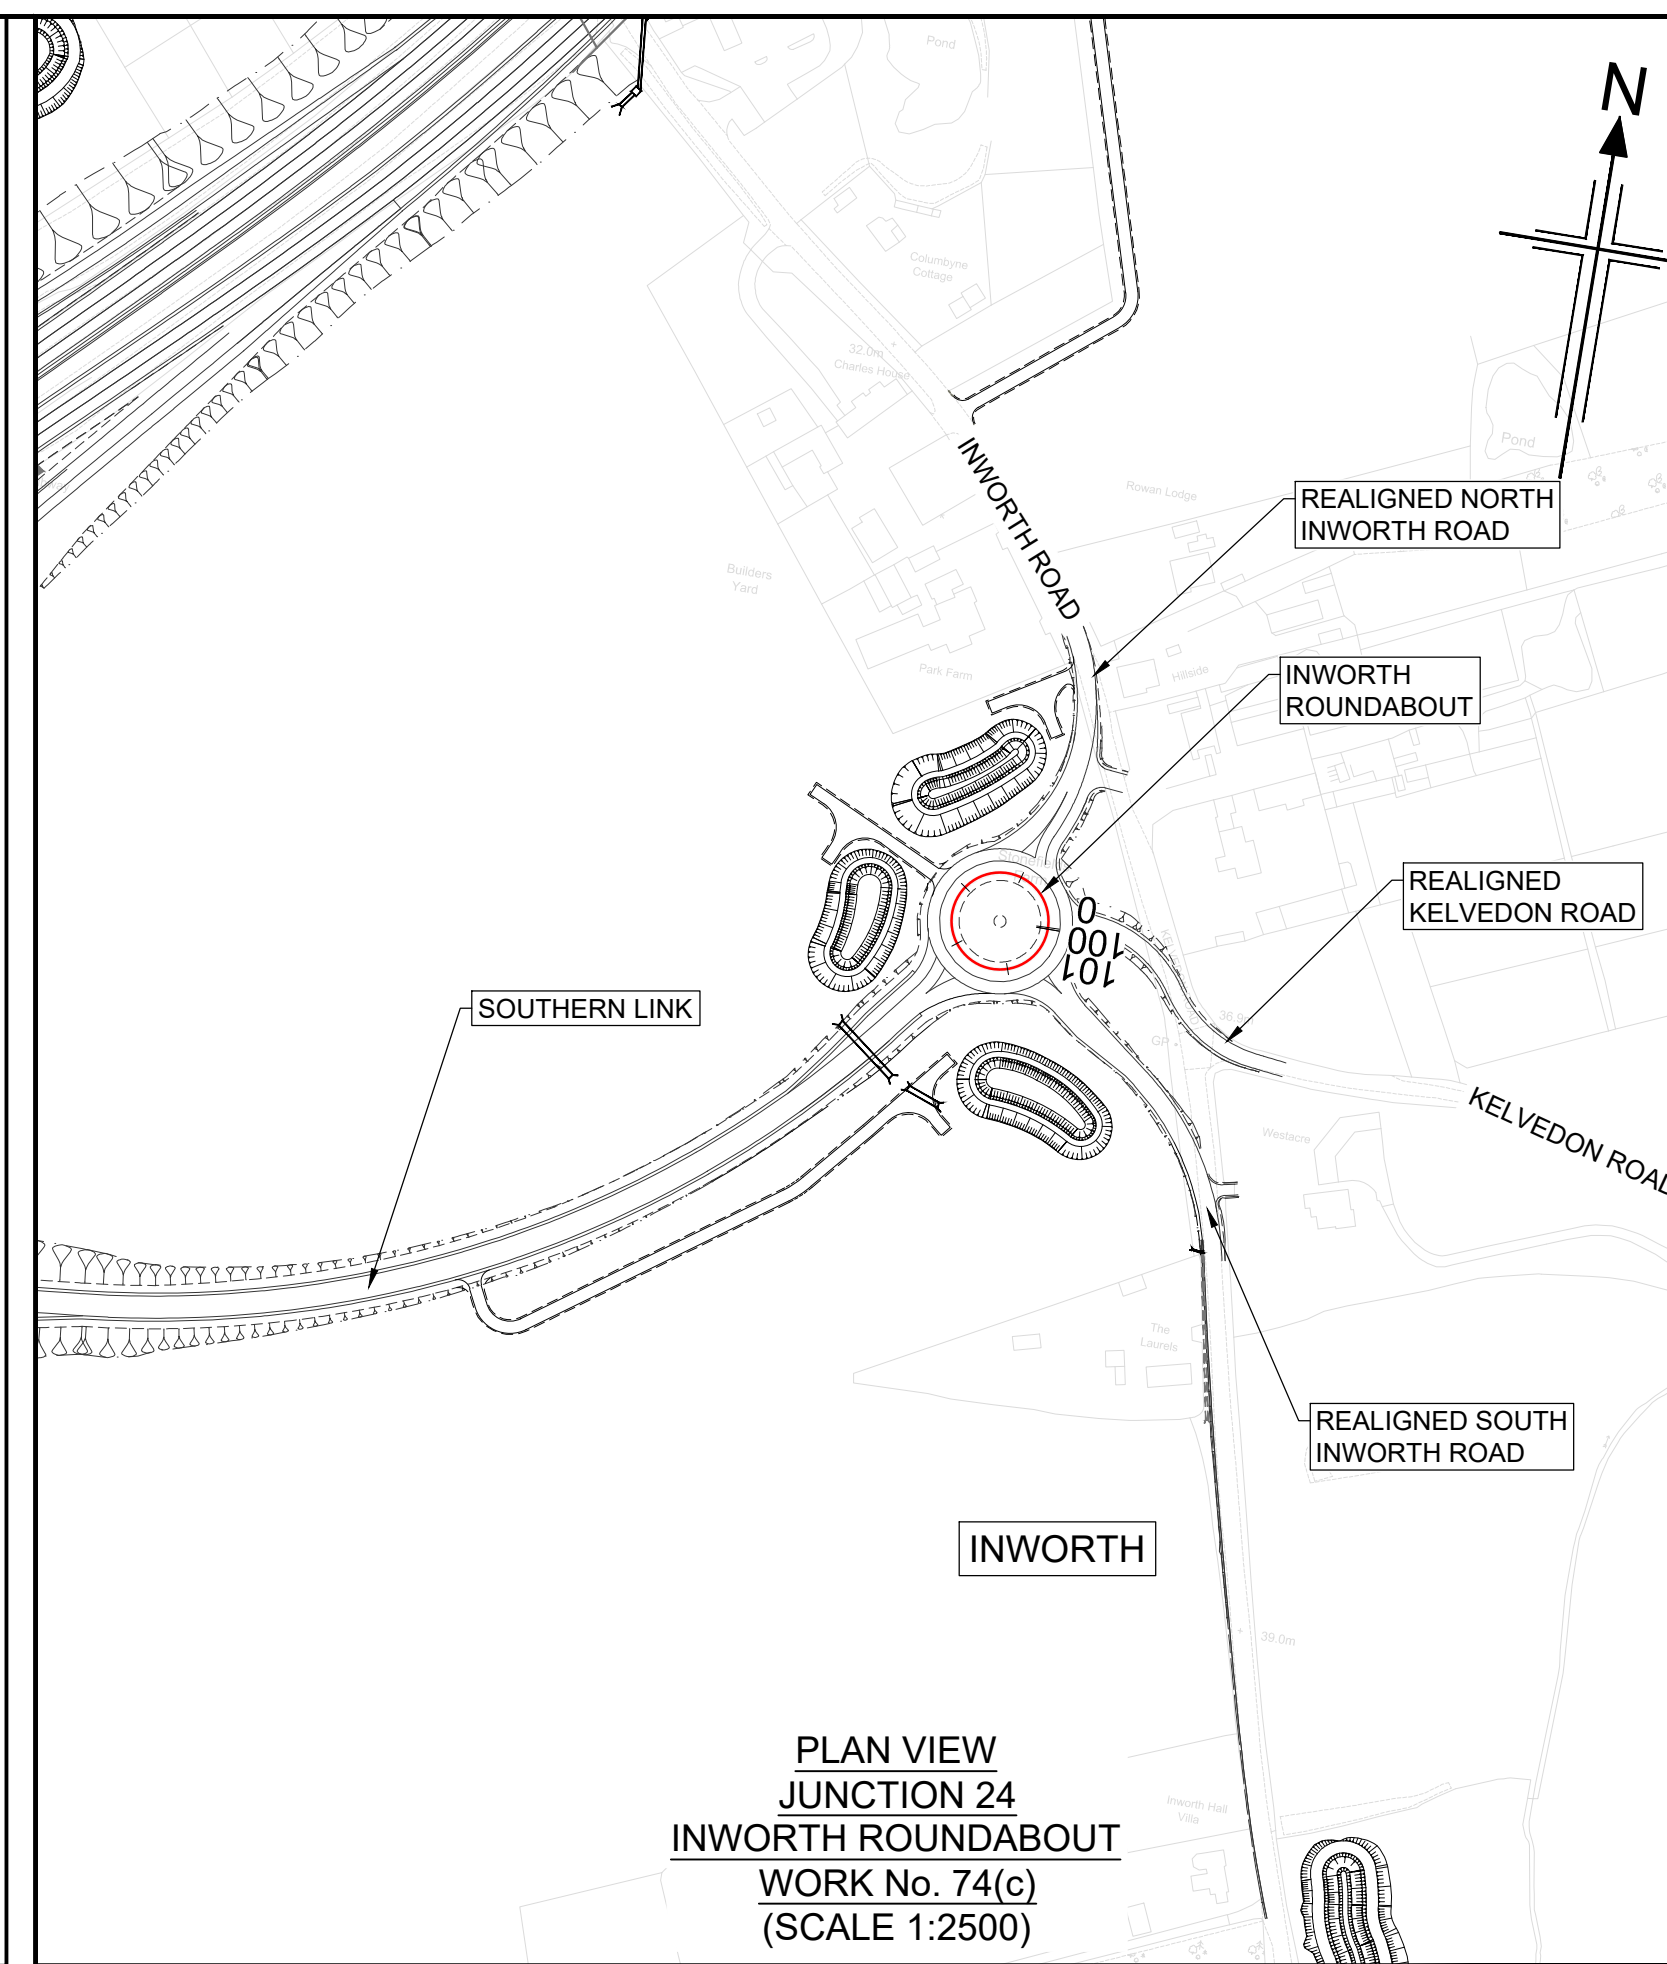 Pond
N
Columbyne
Cottage
32.0m
Charles House
INWORTH ROAD
Pond
Rowan Lodge
REALIGNED NORTH
INWORTH ROAD
Builders
Yard
Park Farm
Hillside
INWORTH
ROUNDABOUT
REALIGNED
KELVEDON ROAD
0
100
101
SOUTHERN LINK
36.9m
GP
KELVEDON ROAD
Westacre
The
Laurels
REALIGNED SOUTH
INWORTH ROAD
INWORTH
39.0m
PLAN VIEW
JUNCTION 24
INWORTH ROUNDABOUT
WORK No. 74(c)
(SCALE 1:2500)
Inworth Hall
Villa